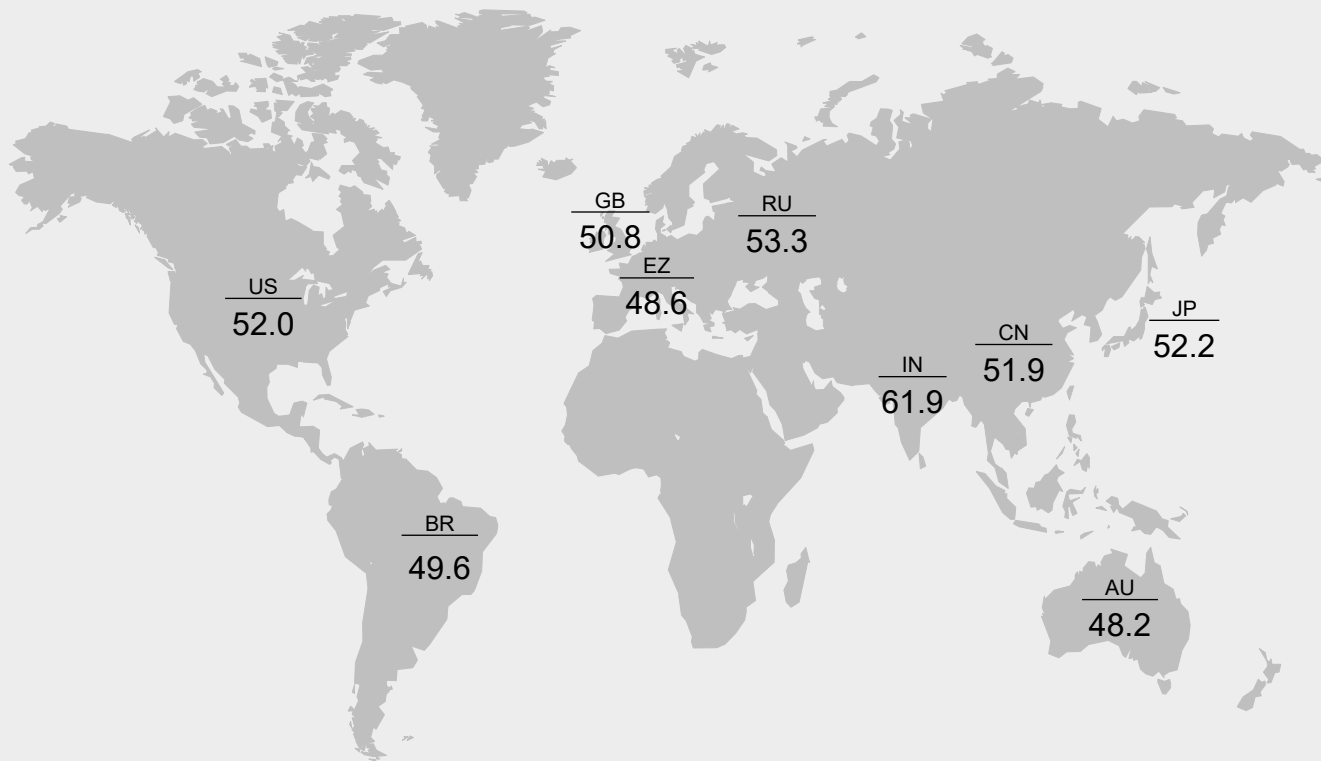 GB
50.8
RU
53.3
EZ
48.6
US
52.0
JP
52.2
CN
51.9
IN
61.9
BR
49.6
AU
48.2